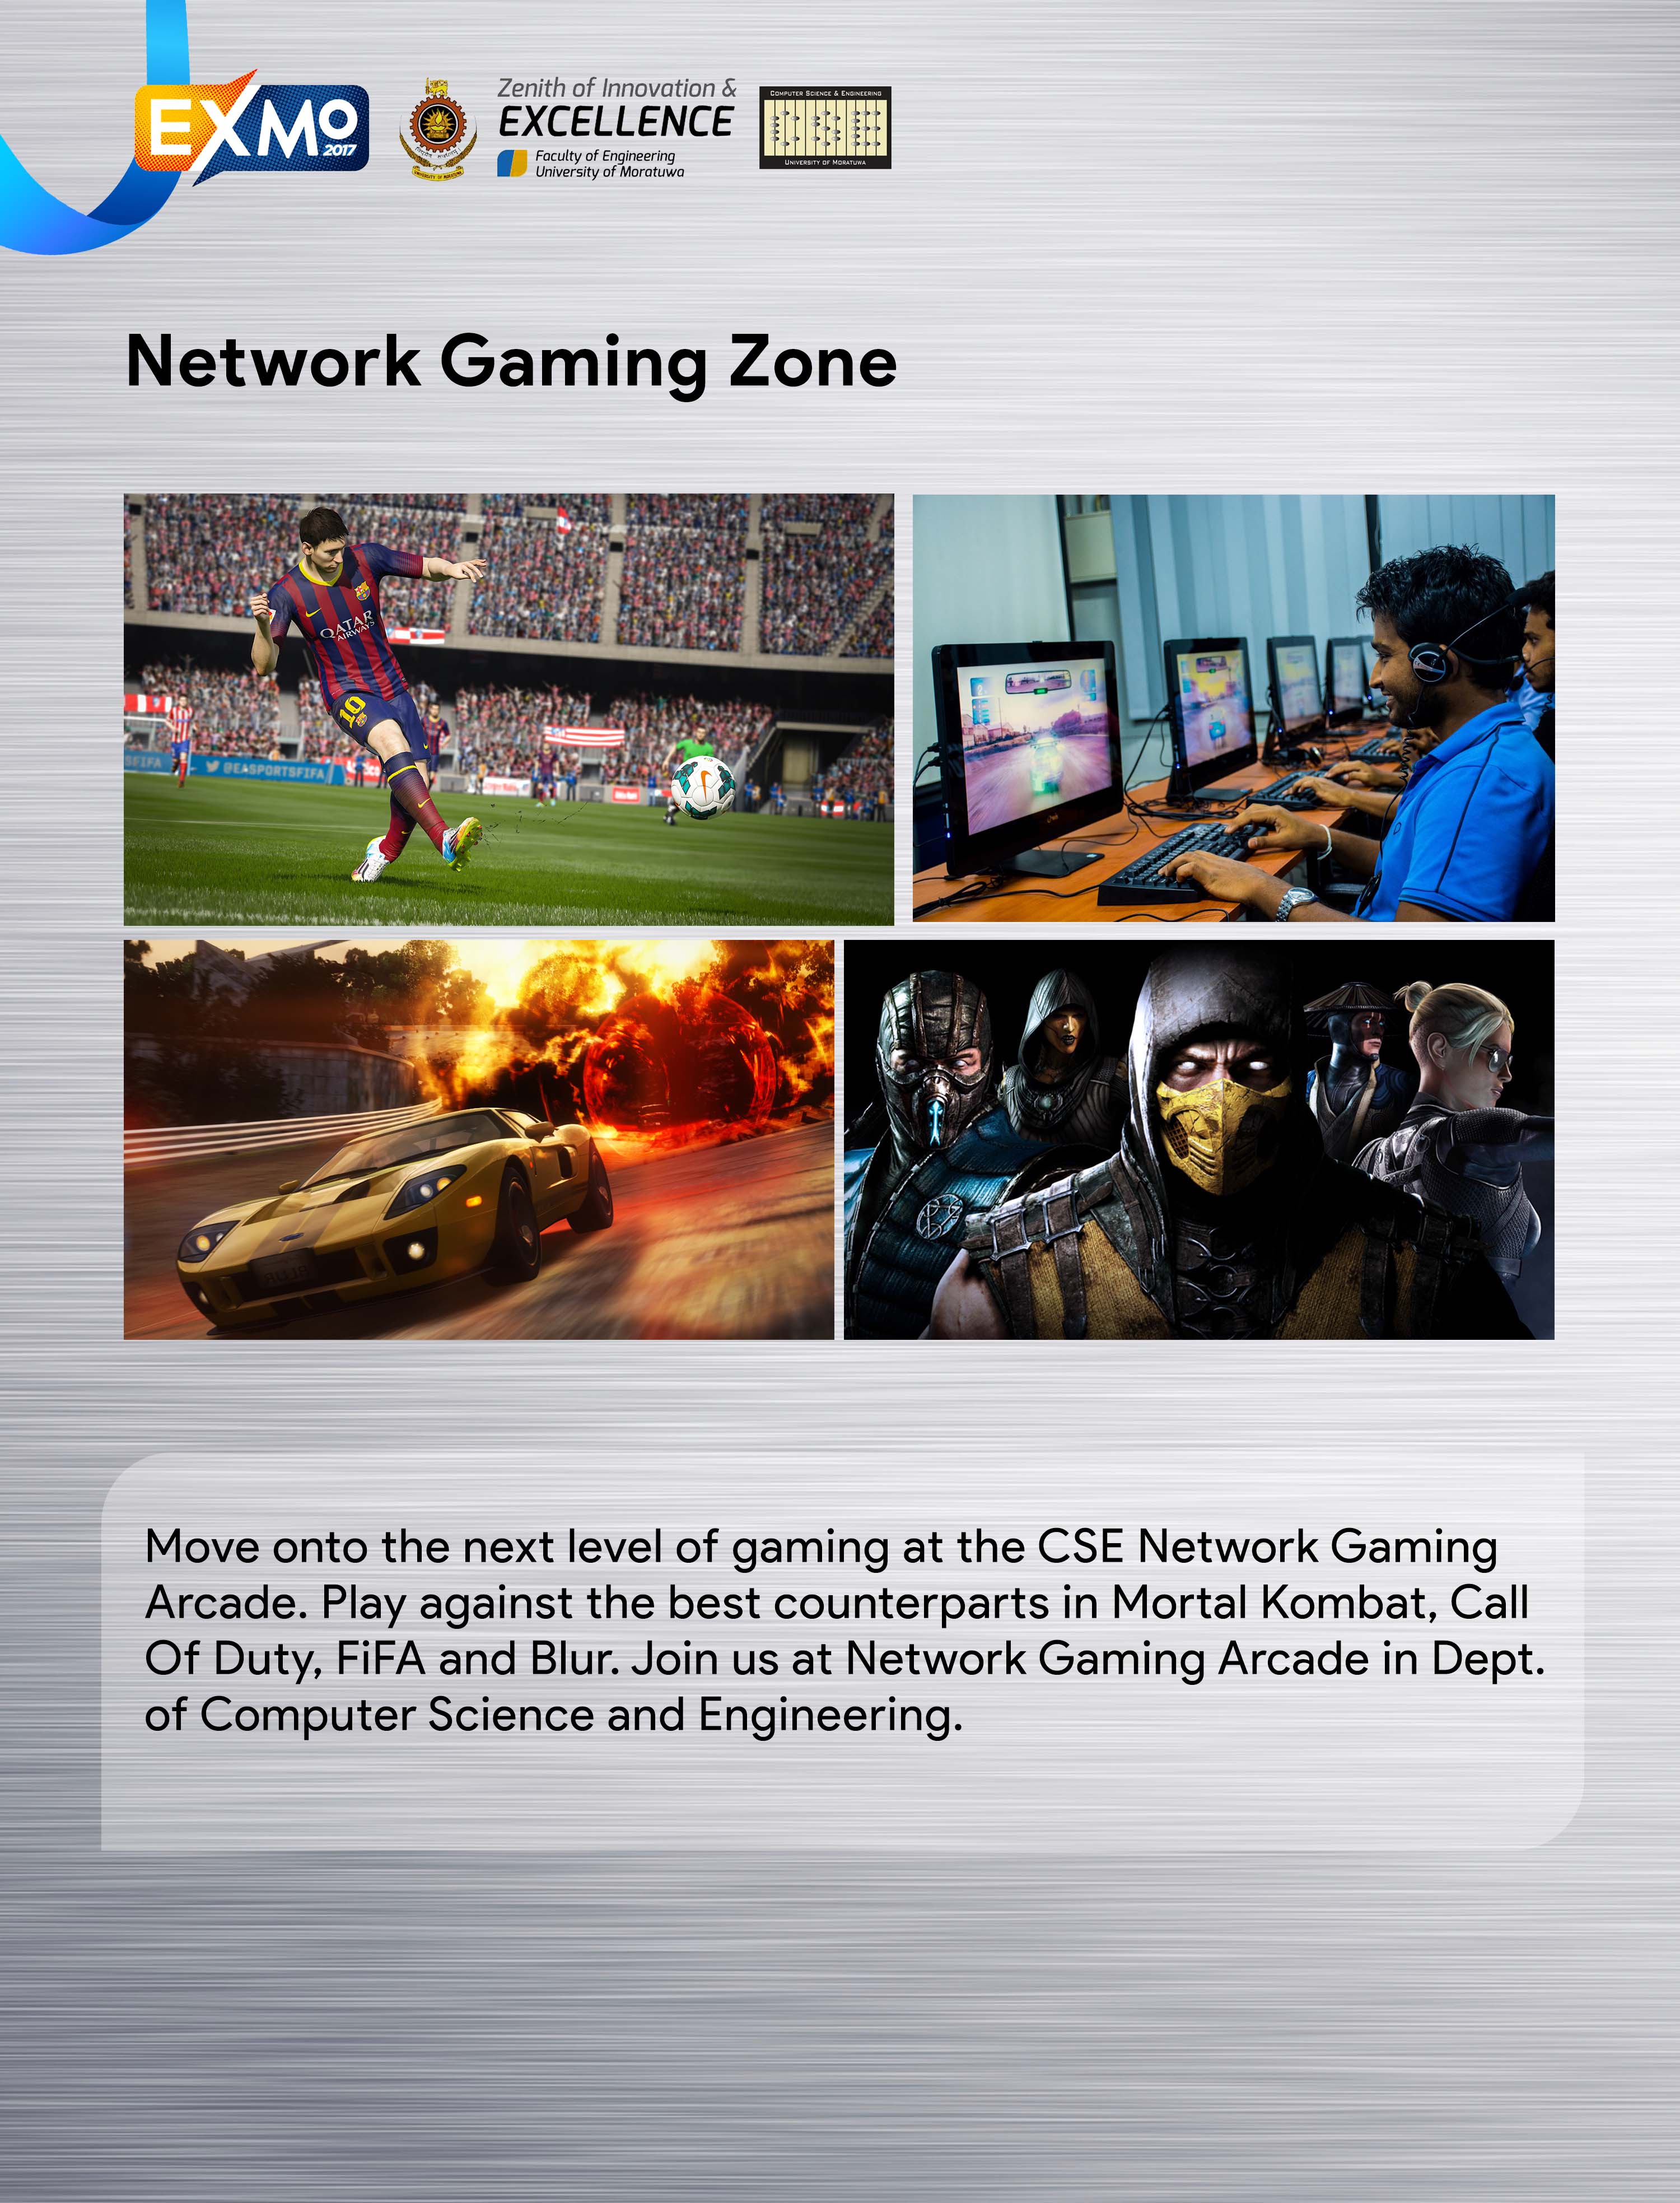 EXMO
2017
Zenith of Innovation &
EXCELLENCE
Faculty of Engineering
University of Moratuwa
COMPUTER SCIENCE & ENGINEERING
CSE
UNIVERSITY OF MORATUWA
Network Gaming Zone
QATAR
AIRWAYS
10
SFIFA @EASPORTSFIFA
Move onto the next level of gaming at the CSE Network Gaming
Arcade. Play against the best counterparts in Mortal Kombat, Call
Of Duty, FiFA and Blur. Join us at Network Gaming Arcade in Dept.
of Computer Science and Engineering.